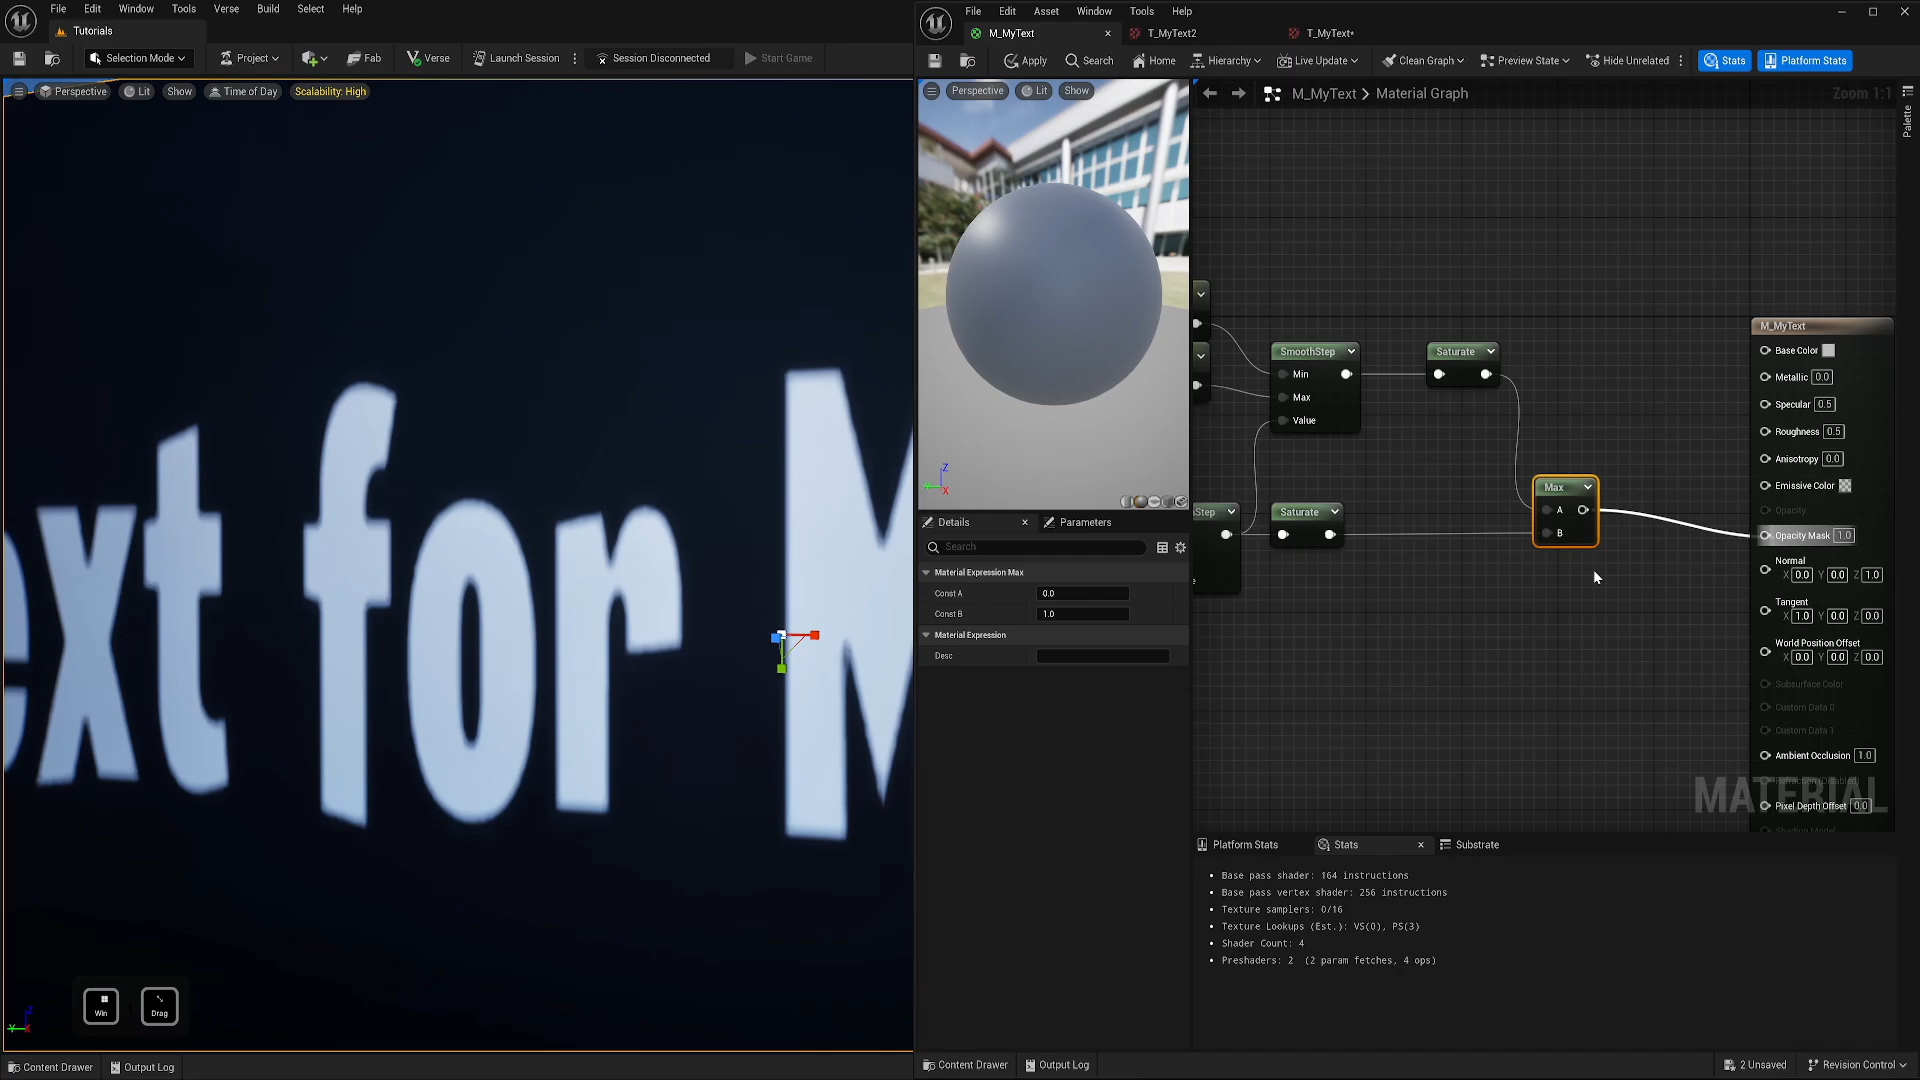 File Edit Window Tools Verse Build Select Help
Tutorials
Selection Mode Project Fab Verse Launch Session Session Disconnected Start Game
Perspective Lit Show Time of Day Scalability: High
ext for M
Win Drag
Content Drawer Output Log
File Edit Asset Window Tools Help
M_MyText T_MyText2 T_MyText*
Apply Search Home Hierarchy Live Update Clean Graph Preview State Hide Unrelated Stats Platform Stats
Perspective Lit Show
Z
X
Details Parameters
Search
Material Expression Max
Const A 0.0
Const B 1.0
Material Expression
Desc
M_MyText Material Graph Zoom 1:1
Palette
SmoothStep
Min
Max
Value
Saturate
Step
Saturate
Max
A
B
M_MyText
Base Color
Metallic 0.0
Specular 0.5
Roughness 0.5
Anisotropy 0.0
Emissive Color
Opacity
Opacity Mask 1.0
Normal
X 0.0 Y 0.0 Z 1.0
Tangent
X 1.0 Y 0.0 Z 0.0
World Position Offset
X 0.0 Y 0.0 Z 0.0
Subsurface Color
Custom Data 0
Custom Data 1
Ambient Occlusion 1.0
Refraction (Disabled)
Pixel Depth Offset 0.0
Shading Model
MATERIAL
Platform Stats Stats Substrate
Base pass shader: 164 instructions
Base pass vertex shader: 256 instructions
Texture samplers: 0/16
Texture Lookups (Est.): VS(0), PS(3)
Shader Count: 4
Preshaders: 2 (2 param fetches, 4 ops)
Content Drawer Output Log 2 Unsaved Revision Control